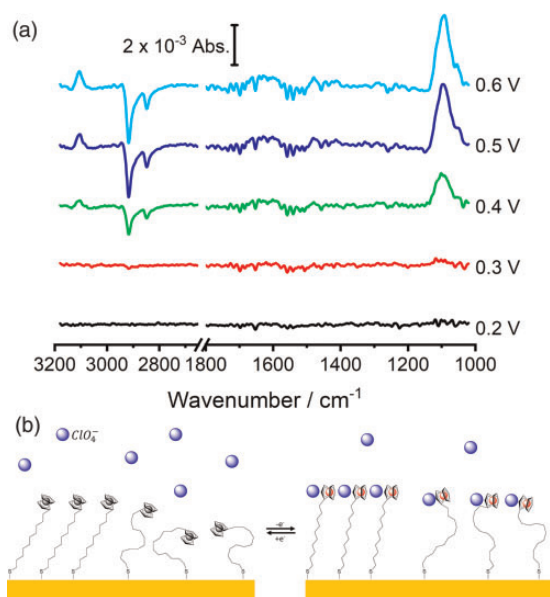 (a)
2 x 10⁻³ Abs.
0.6 V
0.5 V
0.4 V
0.3 V
0.2 V
3200 3000 2800 1800 1600 1400 1200 1000
Wavenumber / cm⁻¹
(b)
ClO₄⁻
-e⁻
+e⁻
S S S S S S S S S S S S